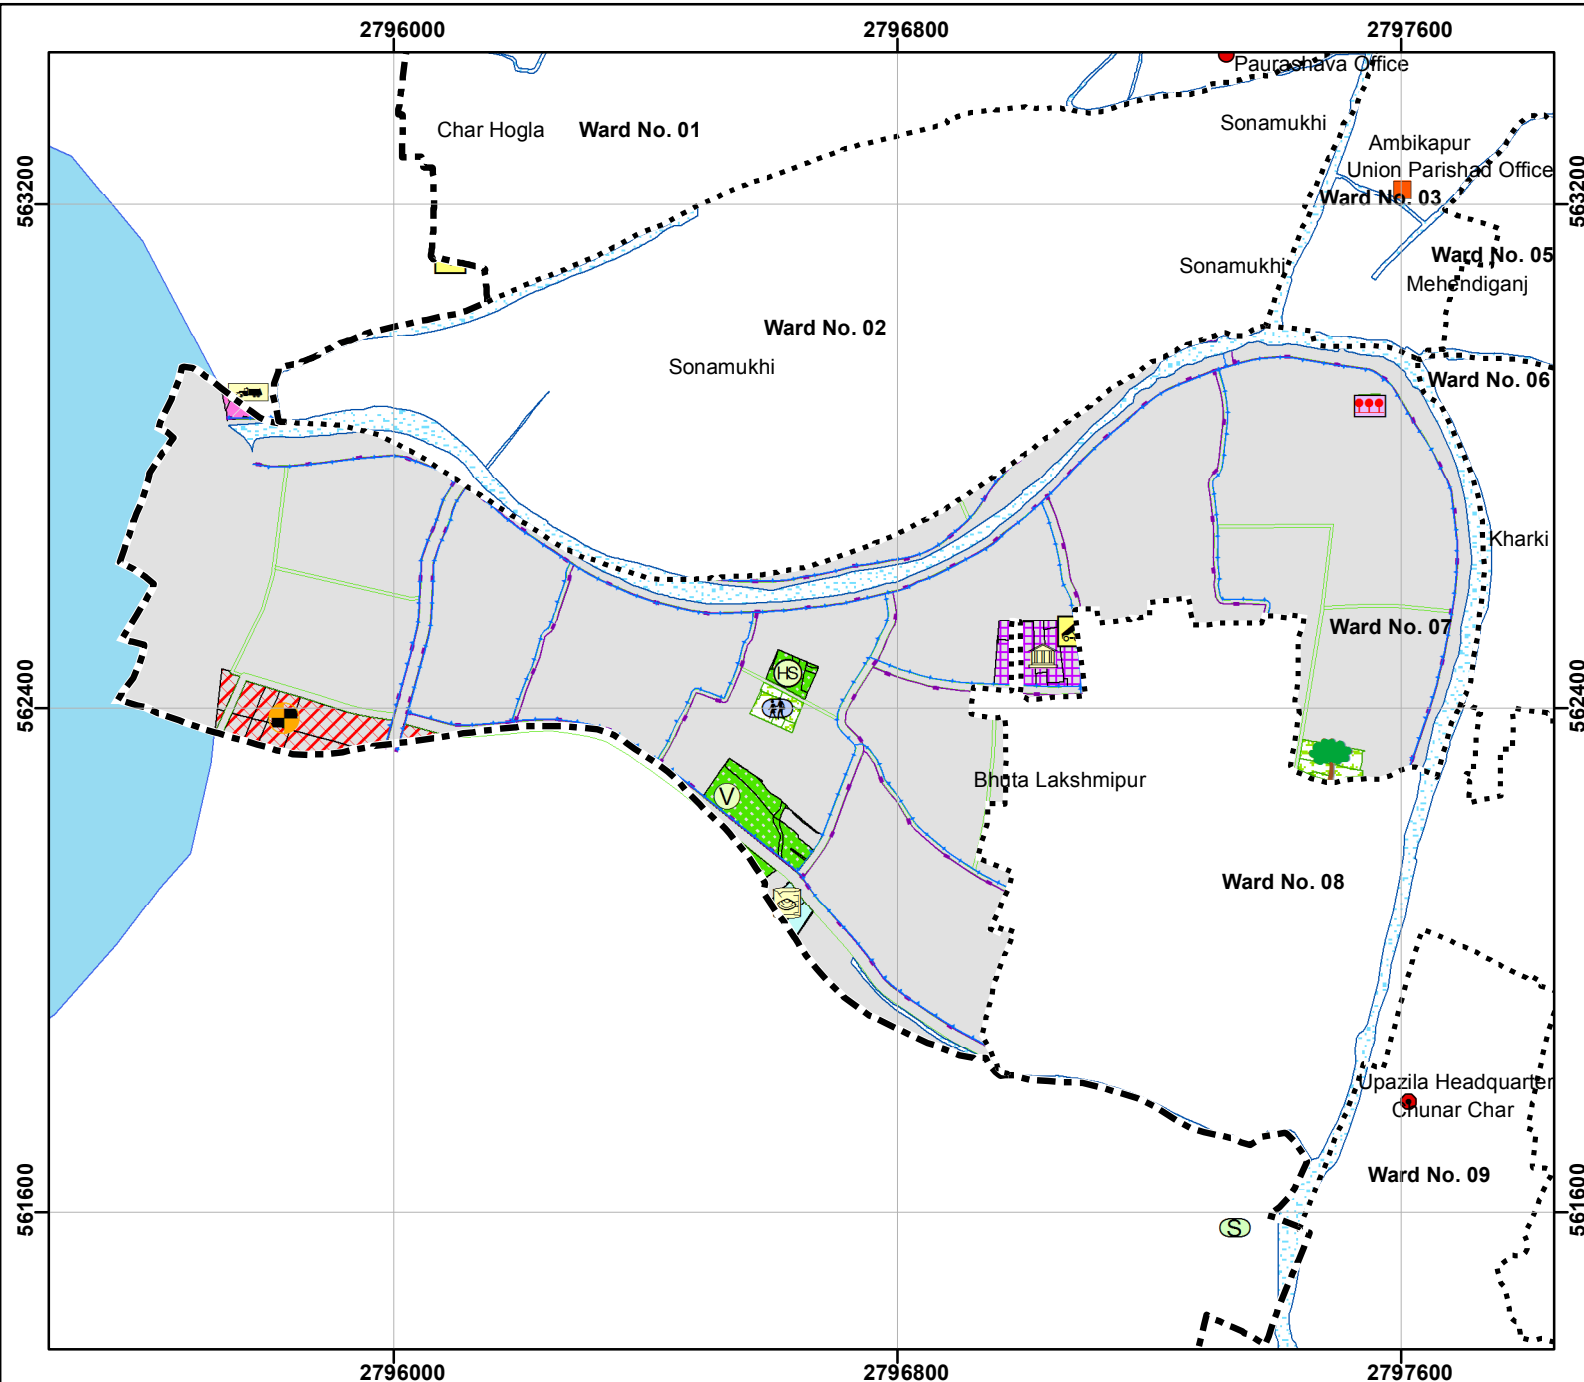 2796000 2796800 2797600
Paurashava Office
Char Hogla Ward No. 01
Sonamukhi
Ambikapur
Union Parishad Office
563200 563200
Ward No. 03
Ward No. 05
Sonamukhi
Mehendiganj
Ward No. 02
Sonamukhi
Ward No. 06
Kharki
Ward No. 07
HS
562400 562400
Bhuta Lakshmipur
V
Ward No. 08
Upazila Headquarter
Chunar Char
Ward No. 09
561600 561600
S
2796000 2796800 2797600